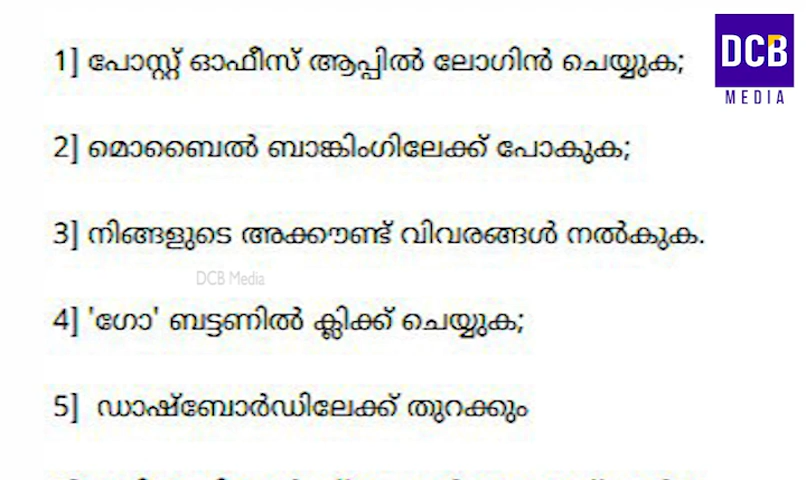 DCB
MEDIA
1] പോസ്റ്റ് ഓഫീസ് ആപ്പിൽ ലോഗിൻ ചെയ്യുക;
2] മൊബൈൽ ബാങ്കിംഗിലേക്ക് പോകുക;
3] നിങ്ങളുടെ അക്കൗണ്ട് വിവരങ്ങൾ നൽകുക.
DCB Media
4] 'ഗോ' ബട്ടണിൽ ക്ലിക്ക് ചെയ്യുക;
5] ഡാഷ്ബോർഡിലേക്ക് തുറക്കും